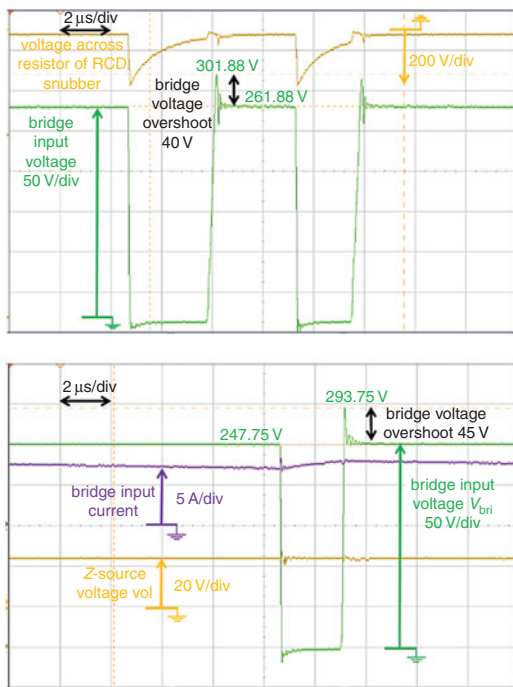 2 µs/div
voltage across
resistor of RCD
snubber
301.88 V
200 V/div
bridge
voltage
overshoot
40 V
261.88 V
bridge
input
voltage
50 V/div
2 µs/div
293.75 V
247.75 V
bridge voltage
overshoot 45 V
bridge input
current
5 A/div
bridge input
voltage Vbri
50 V/div
Z-source
voltage vol
20 V/div